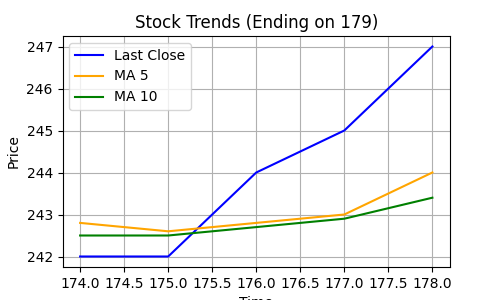 Stock Trends (Ending on 179)
Last Close
MA 5
MA 10
Price
247
246
245
244
243
242
174.0 174.5 175.0 175.5 176.0 176.5 177.0 177.5 178.0
Time